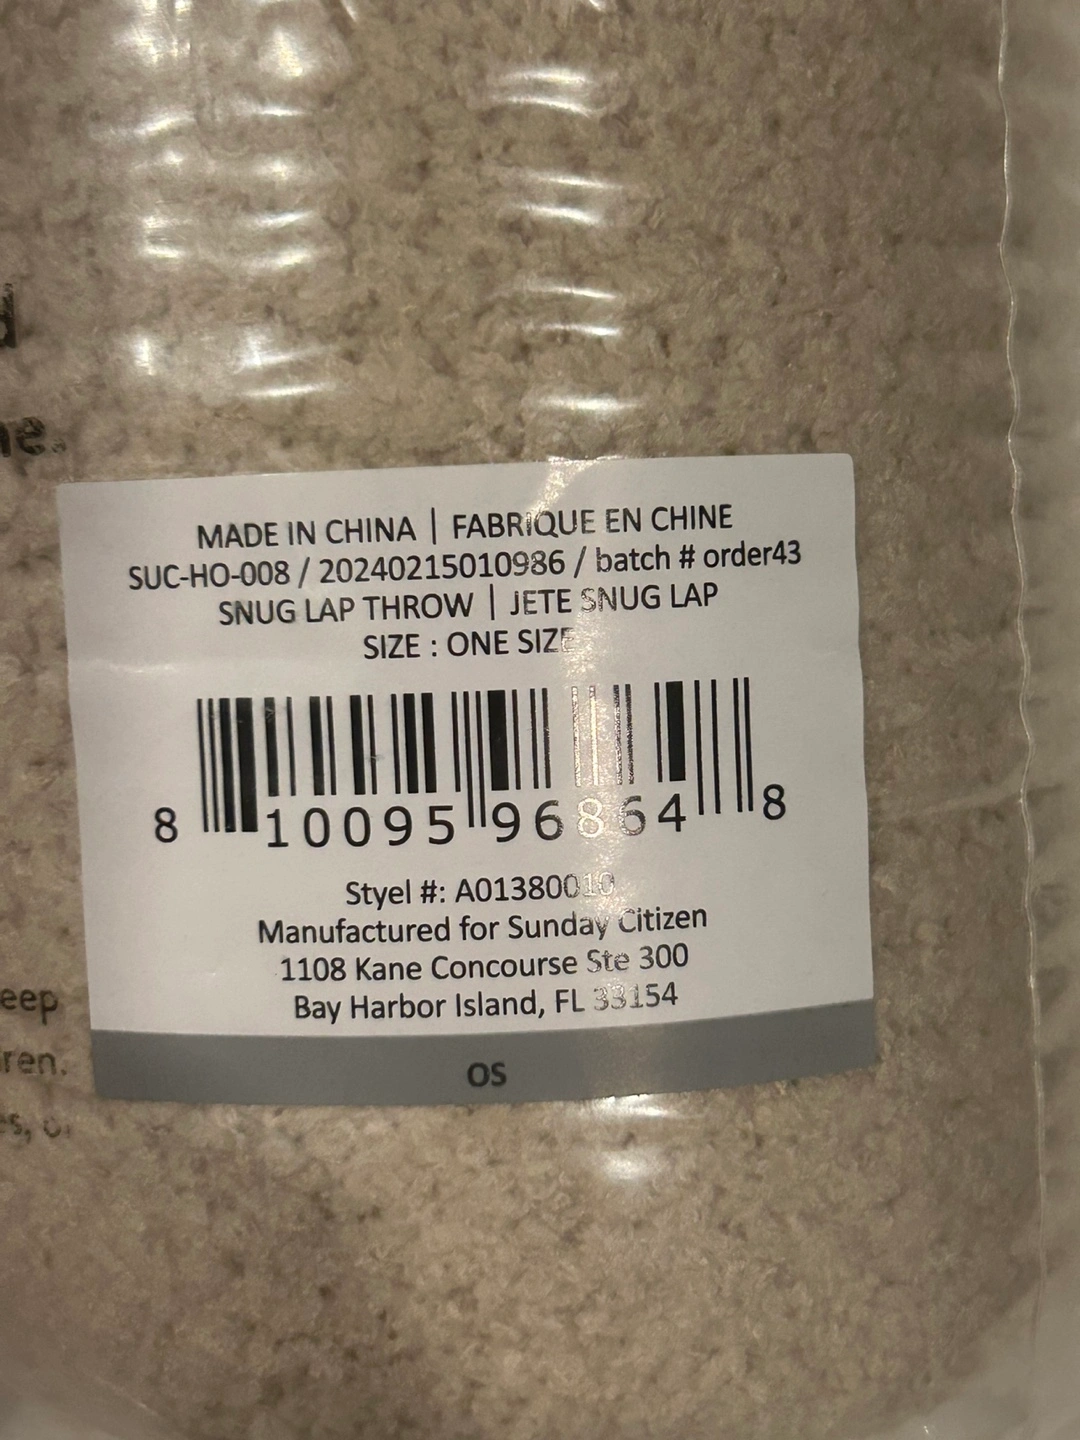 MADE IN CHINA | FABRIQUE EN CHINE
SUC-HO-008 / 20240215010986 / batch # order43
SNUG LAP THROW | JETE SNUG LAP
SIZE : ONE SIZE
8 10095 96864 8
Styel #: A01380010
Manufactured for Sunday Citizen
1108 Kane Concourse Ste 300
Bay Harbor Island, FL 33154
OS